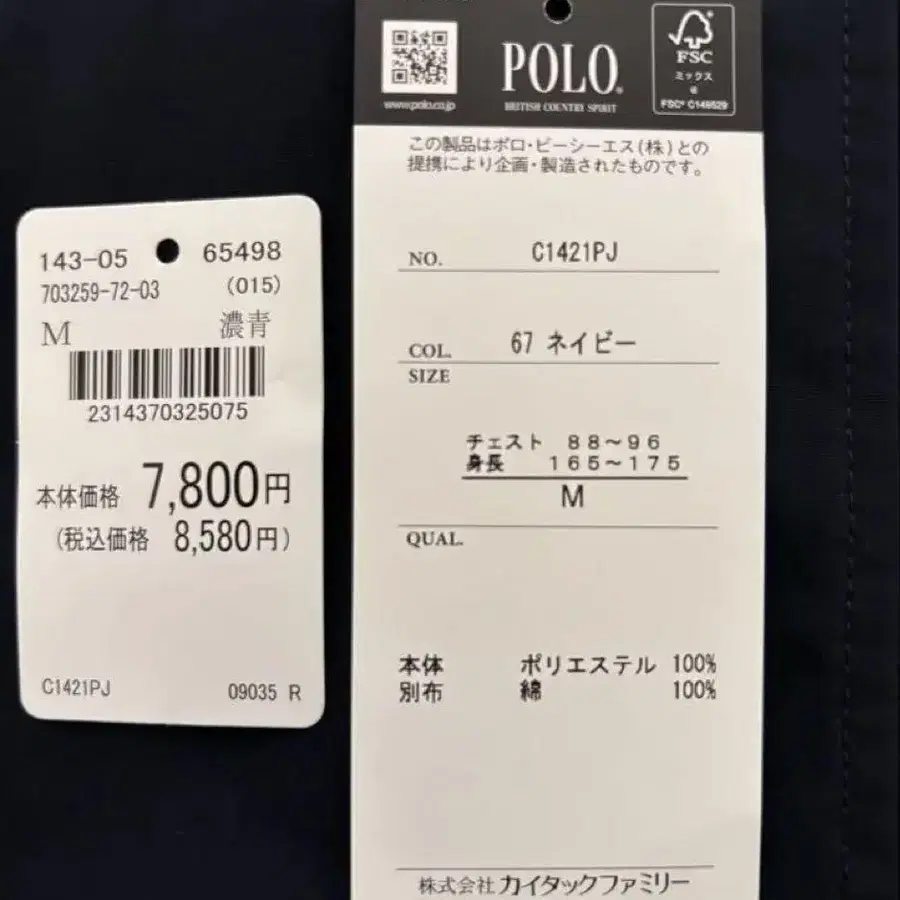 143-05 65498
703259-72-03 (015)
M 濃青
2314370325075
本体価格 7,800円
(税込価格 8,580円)
C1421PJ 09035 R
www.polo.co.jp
POLO®
BRITISH COUNTRY SPIRIT
FSC
ミックス
FSC® C149529
この製品はポロ・ビーシーエス(株)との
提携により企画・製造されたものです。
NO. C1421PJ
COL. 67 ネイビー
SIZE
チェスト 88~96
身長 165~175
M
QUAL.
本体 ポリエステル 100%
別布 綿 100%
株式会社カイタックファミリー